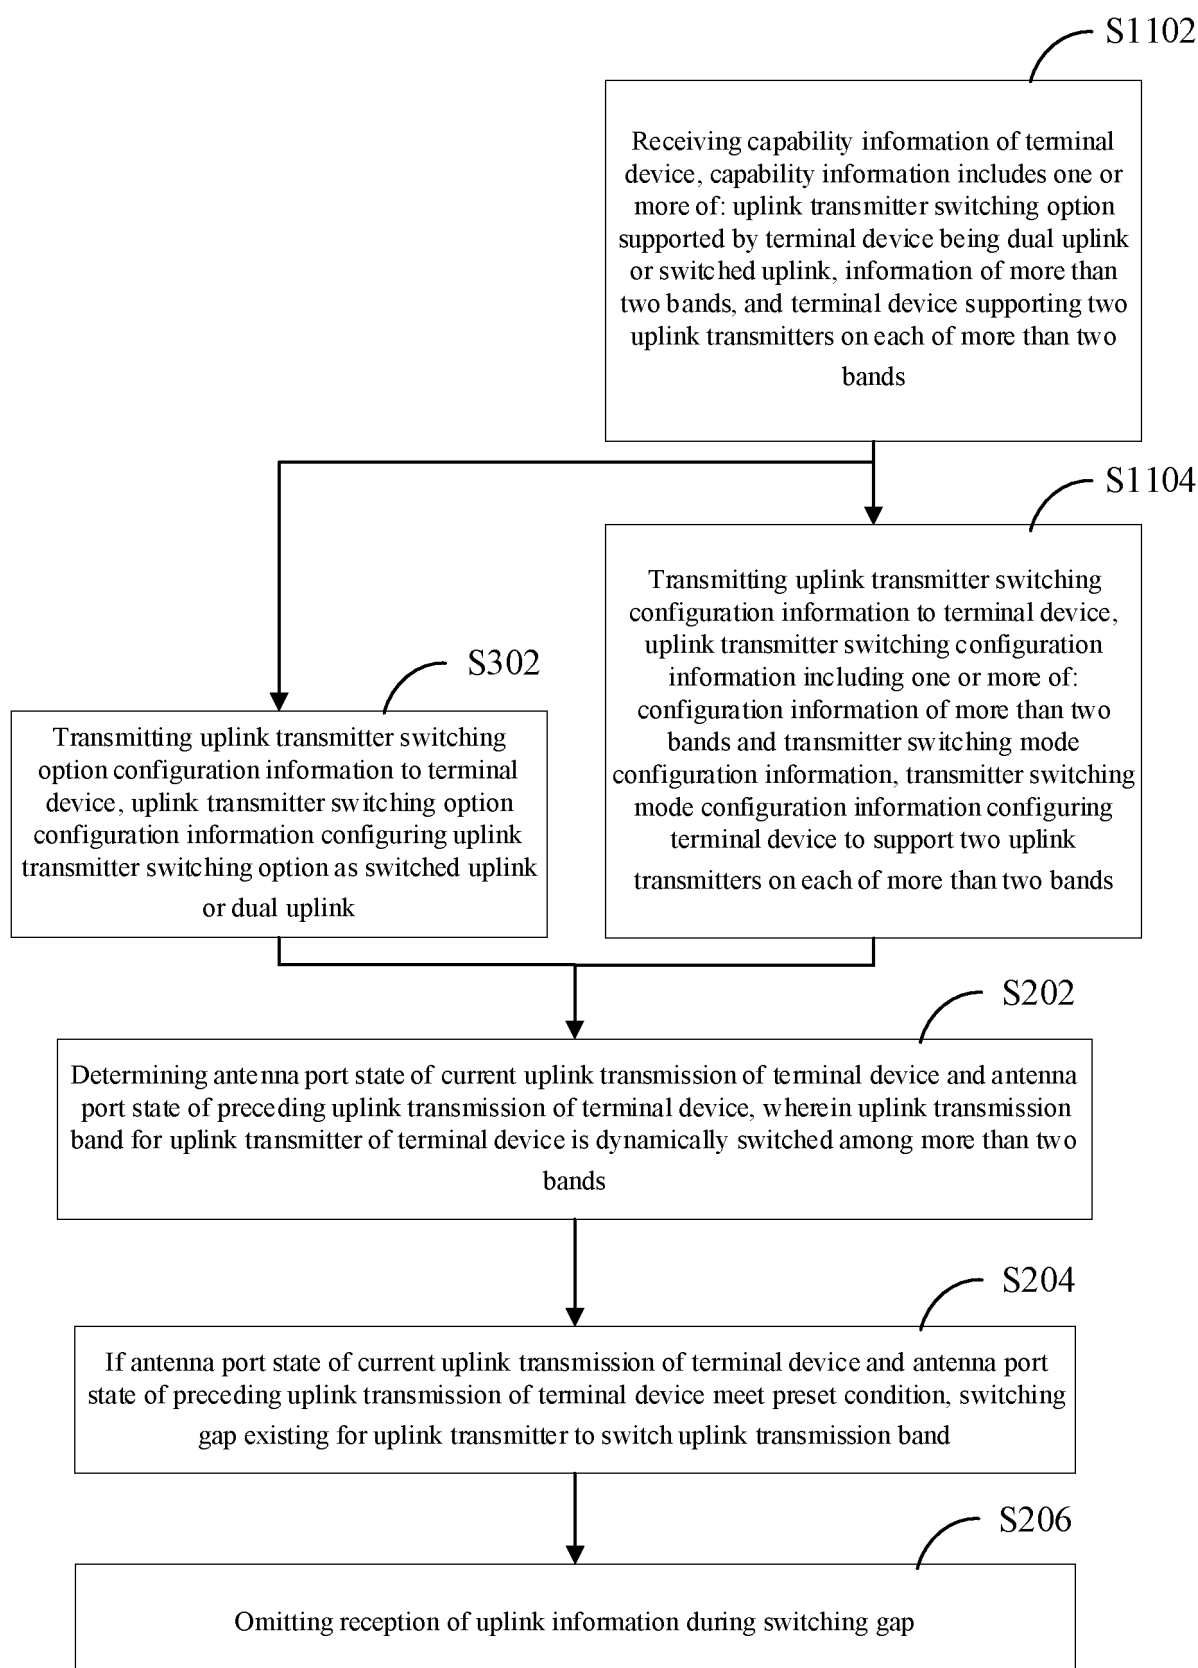 S1102
Receiving capability information of terminal
device, capability information includes one or
more of: uplink transmitter switching option
supported by terminal device being dual uplink
or switched uplink, information of more than
two bands, and terminal device supporting two
uplink transmitters on each of more than two
bands
S1104
Transmitting uplink transmitter switching
configuration information to terminal device,
uplink transmitter switching configuration
information including one or more of:
configuration information of more than two
bands and transmitter switching mode
configuration information, transmitter switching
mode configuration information configuring
terminal device to support two uplink
transmitters on each of more than two bands
S302
Transmitting uplink transmitter switching
option configuration information to terminal
device, uplink transmitter switching option
configuration information configuring uplink
transmitter switching option as switched uplink
or dual uplink
S202
Determining antenna port state of current uplink transmission of terminal device and antenna
port state of preceding uplink transmission of terminal device, wherein uplink transmission
band for uplink transmitter of terminal device is dynamically switched among more than two
bands
S204
If antenna port state of current uplink transmission of terminal device and antenna port
state of preceding uplink transmission of terminal device meet preset condition, switching
gap existing for uplink transmitter to switch uplink transmission band
S206
Omitting reception of uplink information during switching gap